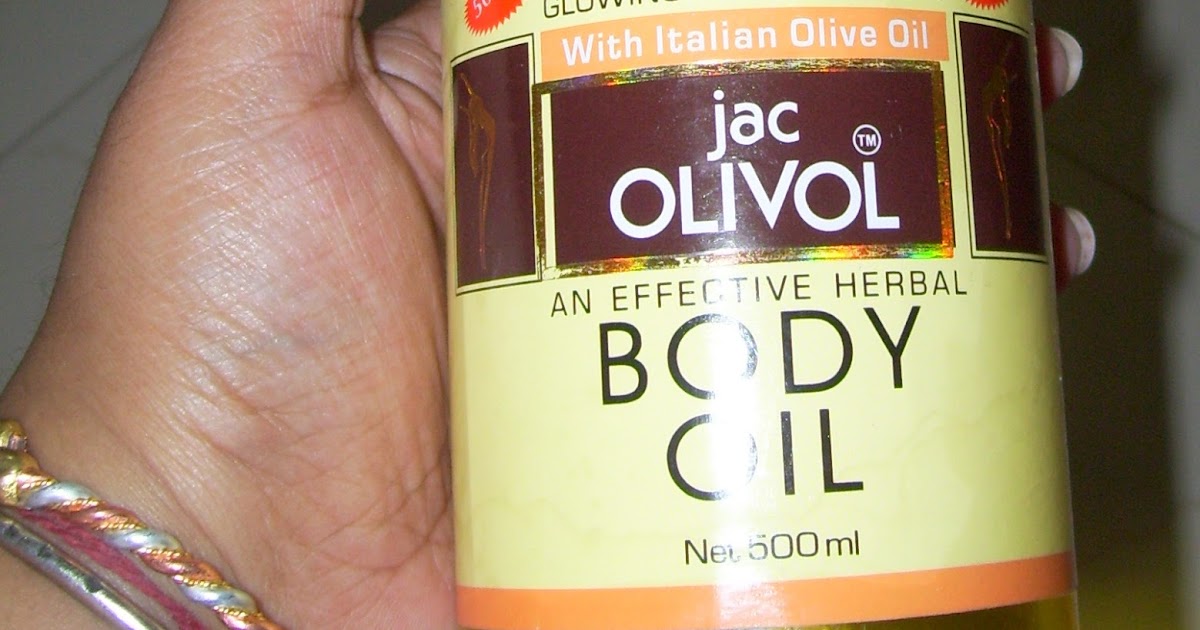 With Italian Olive Oil
jac
OLIVOL TM
AN EFFECTIVE HERBAL
BODY
OIL
Net 500 ml